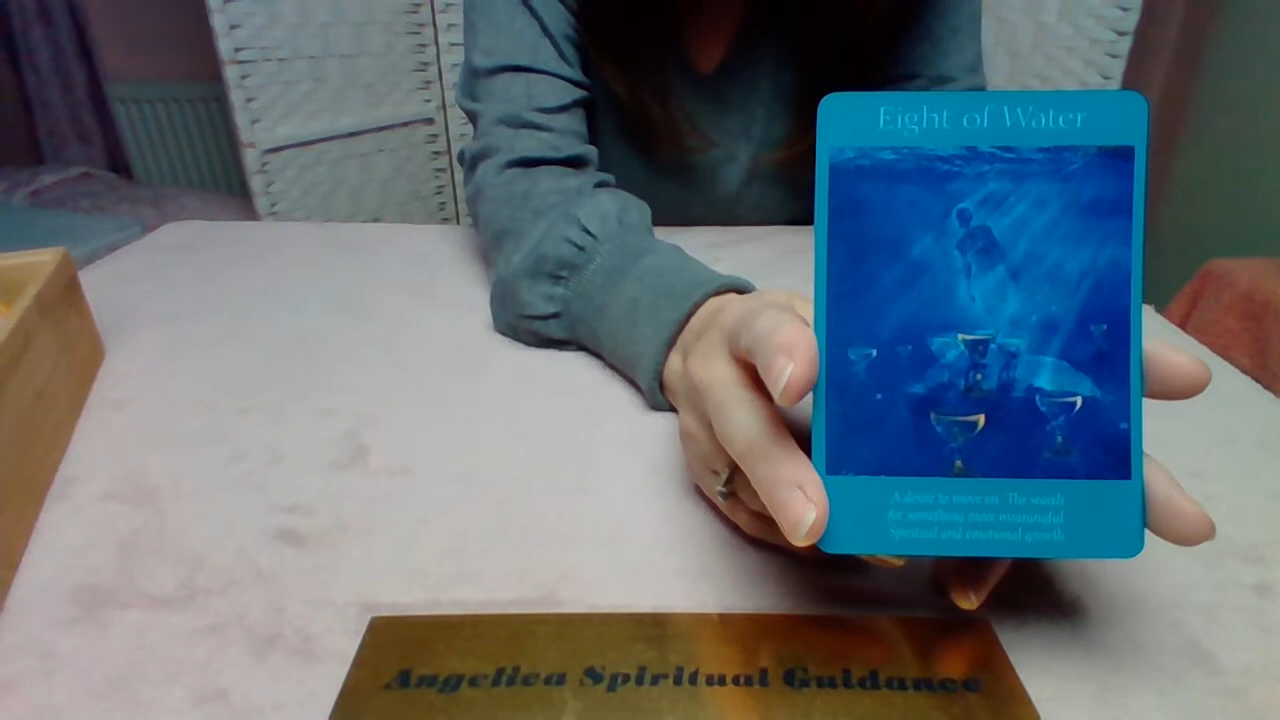 Eight of Water
A desire to move on. The search
for something more meaningful
Spiritual and emotional growth
Angelica Spiritual Guidance